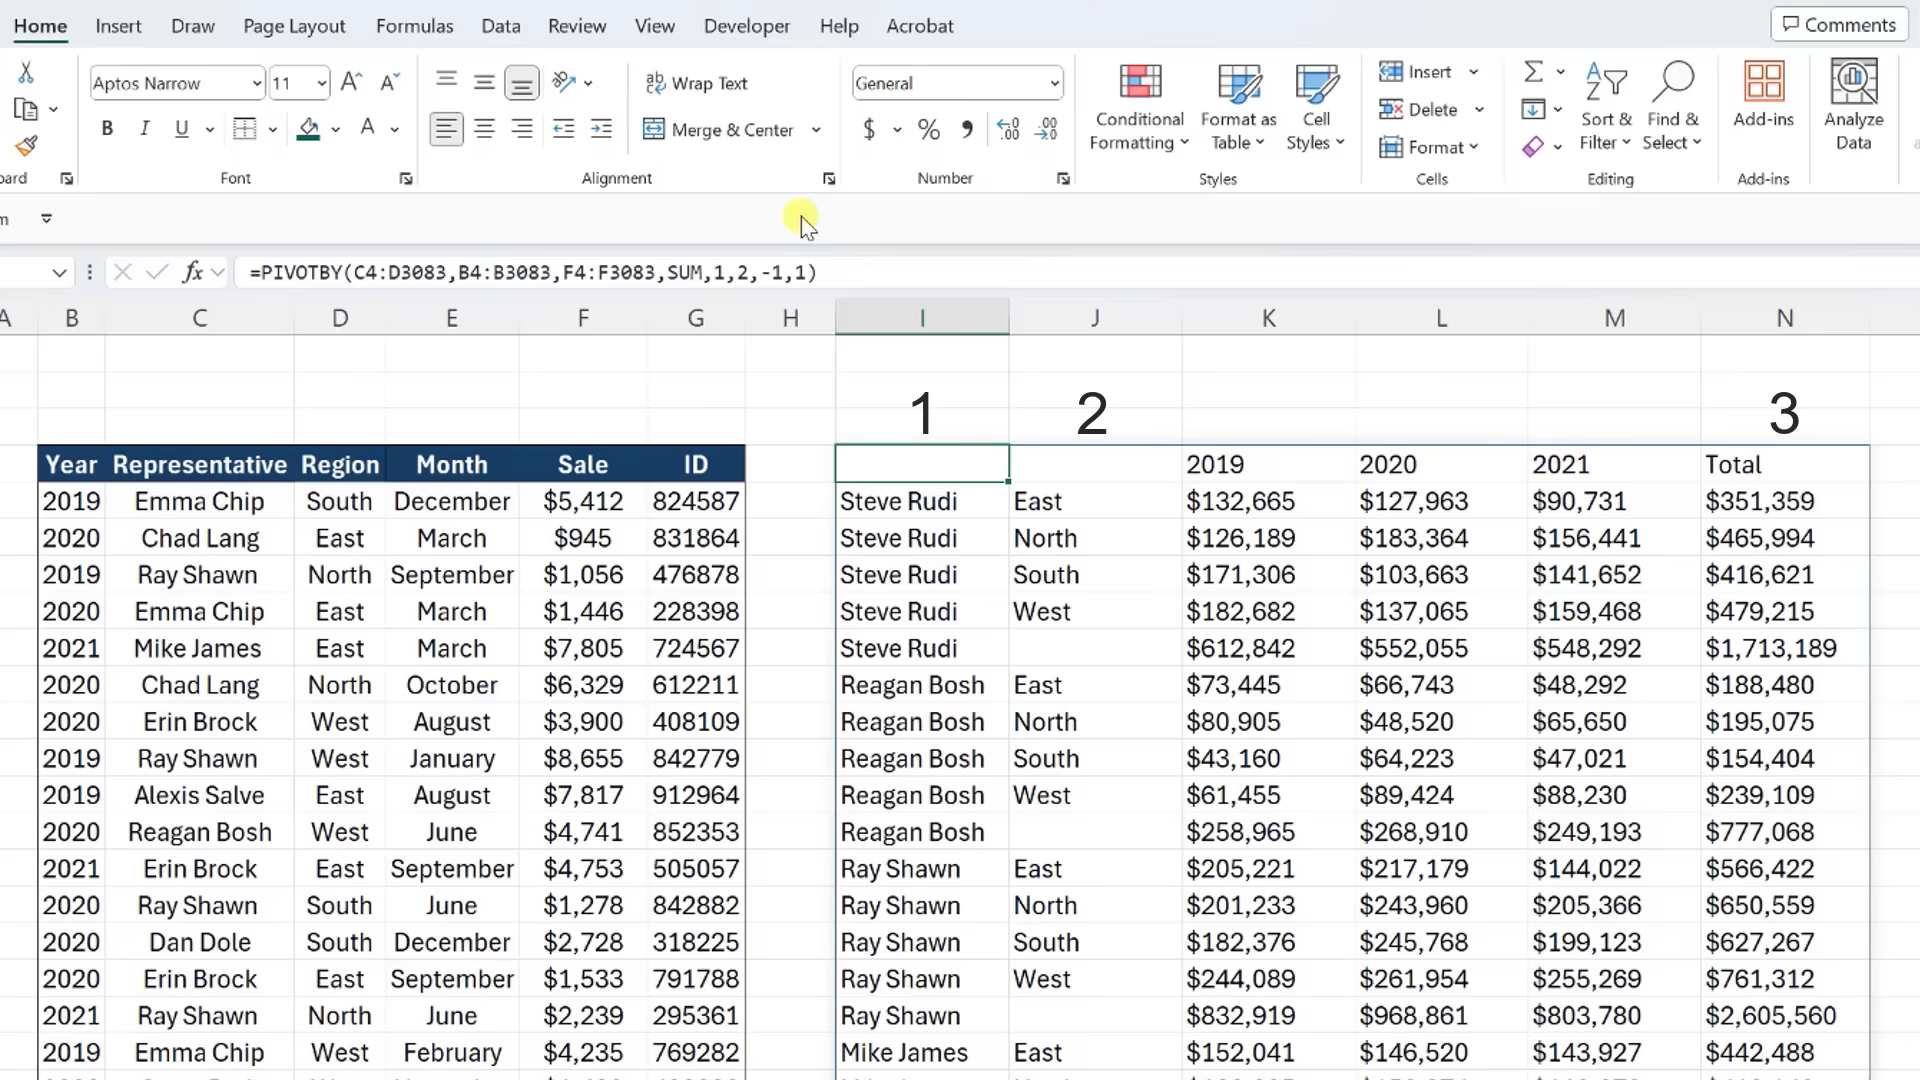 Home Insert Draw Page Layout Formulas Data Review View Developer Help Acrobat Comments
Aptos Narrow 11 A A ab Wrap Text General Insert Σ A Z
B I U A Merge & Center $ % , .00 .00 Conditional Formatting Format as Table Cell Styles Delete Format Sort & Filter Find & Select Add-ins Analyze Data
ard Font Alignment Number Styles Cells Editing Add-ins
m
fx =PIVOTBY(C4:D3083,B4:B3083,F4:F3083,SUM,1,2,-1,1)
A B C D E F G H I J K L M N
1 2 3
Year Representative Region Month Sale ID 2019 2020 2021 Total
2019 Emma Chip South December $5,412 824587 Steve Rudi East $132,665 $127,963 $90,731 $351,359
2020 Chad Lang East March $945 831864 Steve Rudi North $126,189 $183,364 $156,441 $465,994
2019 Ray Shawn North September $1,056 476878 Steve Rudi South $171,306 $103,663 $141,652 $416,621
2020 Emma Chip East March $1,446 228398 Steve Rudi West $182,682 $137,065 $159,468 $479,215
2021 Mike James East March $7,805 724567 Steve Rudi $612,842 $552,055 $548,292 $1,713,189
2020 Chad Lang North October $6,329 612211 Reagan Bosh East $73,445 $66,743 $48,292 $188,480
2020 Erin Brock West August $3,900 408109 Reagan Bosh North $80,905 $48,520 $65,650 $195,075
2019 Ray Shawn West January $8,655 842779 Reagan Bosh South $43,160 $64,223 $47,021 $154,404
2019 Alexis Salve East August $7,817 912964 Reagan Bosh West $61,455 $89,424 $88,230 $239,109
2020 Reagan Bosh West June $4,741 852353 Reagan Bosh $258,965 $268,910 $249,193 $777,068
2021 Erin Brock East September $4,753 505057 Ray Shawn East $205,221 $217,179 $144,022 $566,422
2020 Ray Shawn South June $1,278 842882 Ray Shawn North $201,233 $243,960 $205,366 $650,559
2020 Dan Dole South December $2,728 318225 Ray Shawn South $182,376 $245,768 $199,123 $627,267
2020 Erin Brock East September $1,533 791788 Ray Shawn West $244,089 $261,954 $255,269 $761,312
2021 Ray Shawn North June $2,239 295361 Ray Shawn $832,919 $968,861 $803,780 $2,605,560
2019 Emma Chip West February $4,235 769282 Mike James East $152,041 $146,520 $143,927 $442,488